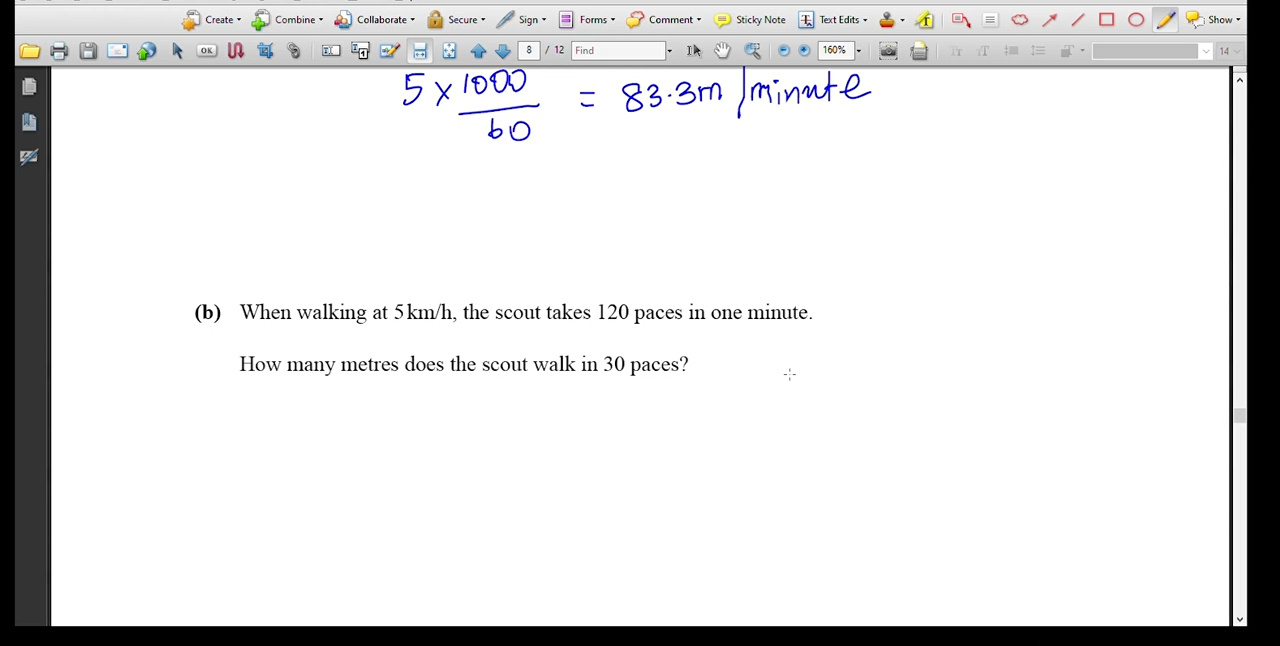 Create Combine Collaborate Secure Sign Forms Comment Sticky Note Text Edits Show
OK 8 / 12 Find 160% 14
5 × 1000 / 60 = 83.3m / minute
(b) When walking at 5 km/h, the scout takes 120 paces in one minute.
How many metres does the scout walk in 30 paces?